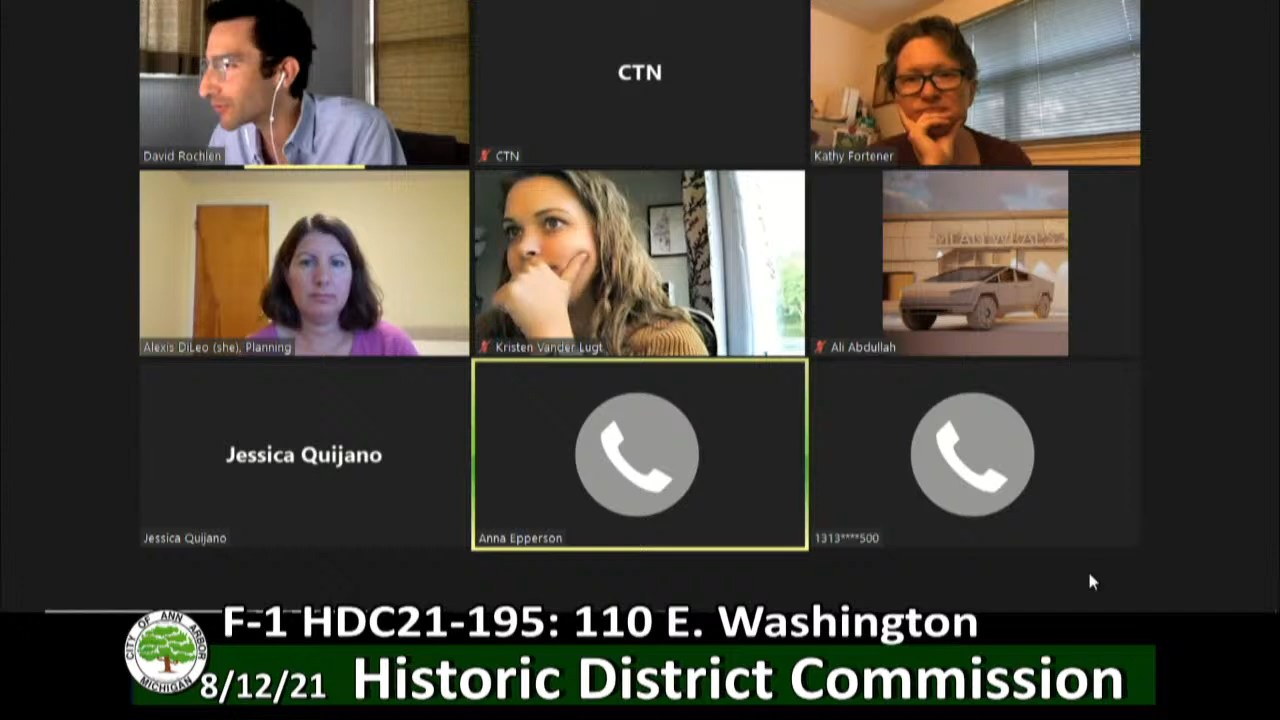 David Rochlen
CTN
CTN
Kathy Fortener
Alexis DiLeo (she), Planning
Kristen Vander Lugt
MEAN WRAPS
Ali Abdullah
Jessica Quijano
Jessica Quijano
Anna Epperson
1313****500
F-1 HDC21-195: 110 E. Washington
CITY OF ANN ARBOR
MICHIGAN
8/12/21 Historic District Commission